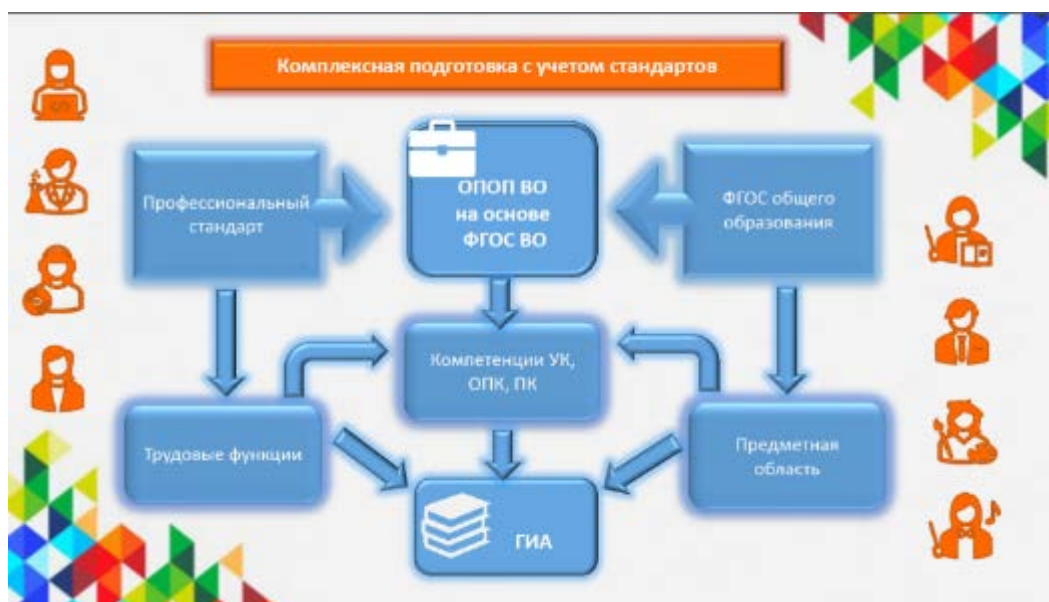 Комплексная подготовка с учетом стандартов
Профессиональный
стандарт
ОПОП ВО
на основе
ФГОС ВО
ФГОС общего
образования
Компетенции УК,
ОПК, ПК
Трудовые функции
Предметная
область
ГИА